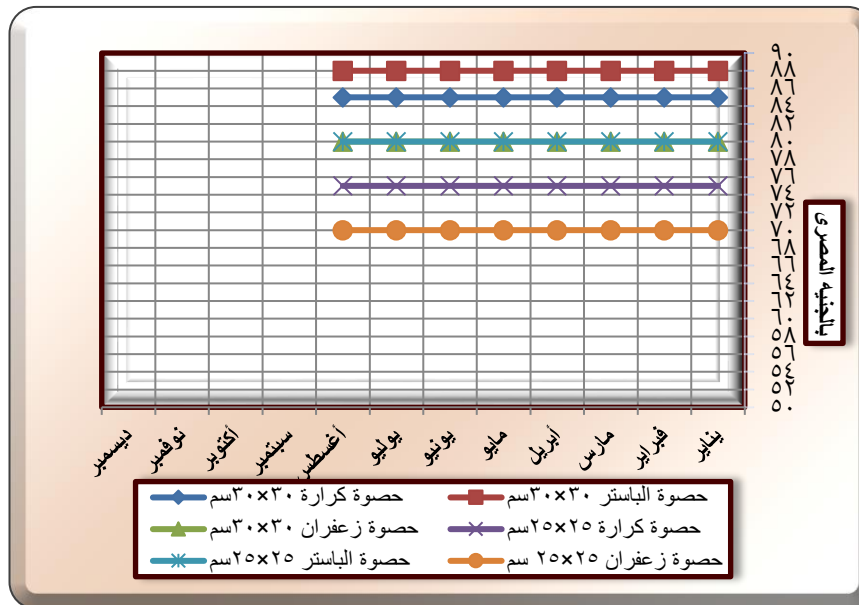 ٩٠
٨٨
٨٦
٨٤
٨٢
٨٠
٧٨
٧٦
٧٤
٧٢
٧٠
٦٨
٦٦
٦٤
٦٢
٦٠
٥٨
٥٦
٥٤
٥٢
٥٠
بالجنيه المصرى
يناير
فبراير
مارس
أبريل
مايو
يونيو
يوليو
أغسطس
سبتمبر
أكتوبر
نوفمبر
ديسمبر
حصوة الباستر ٣٠×٣٠سم
حصوة كرارة ٣٠×٣٠سم
حصوة كرارة ٢٥×٢٥سم
حصوة زعفران ٣٠×٣٠سم
حصوة زعفران ٢٥×٢٥ سم
حصوة الباستر ٢٥×٢٥سم